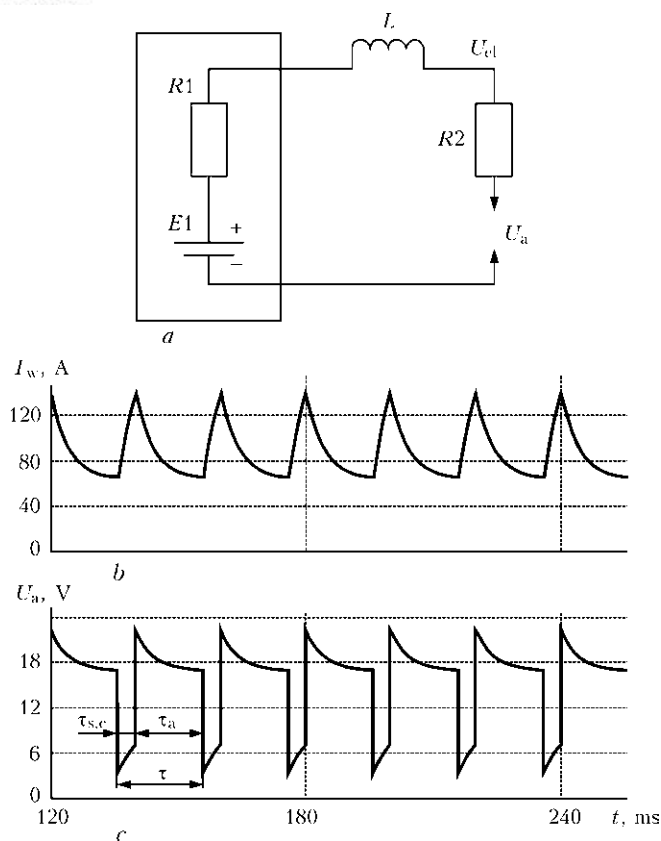 L
U_el
R1
R2
E1
+
−
U_a
a
I_w, A
120
80
40
0
b
U_a, V
18
12
6
0
τ_s.c
τ_a
τ
120
180
240
t, ms
c